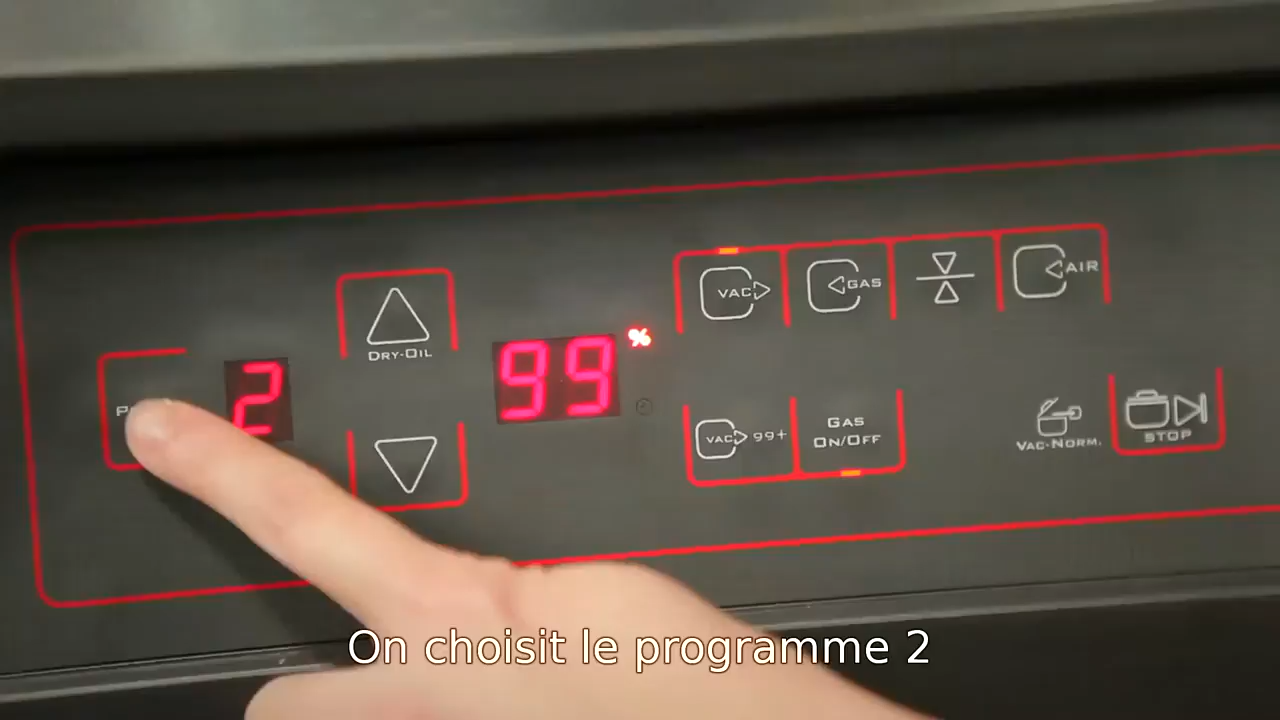 DRY-OIL
2
99
%
VAC
GAS
AIR
VAC 99+
GAS
ON/OFF
VAC-NORM.
STOP
On choisit le programme 2